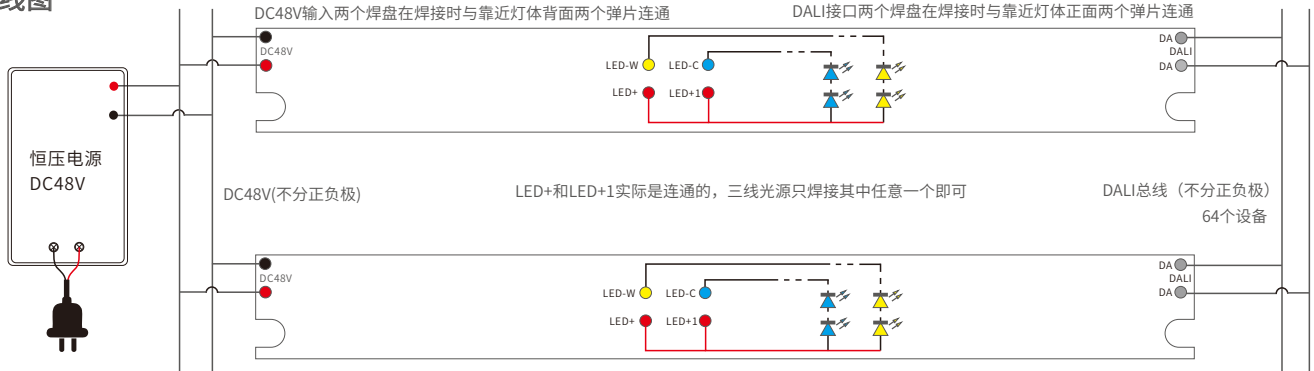 线图
DC48V输入两个焊盘在焊接时与靠近灯体背面两个弹片连通
DALI接口两个焊盘在焊接时与靠近灯体正面两个弹片连通
DC48V
LED-W
LED-C
LED+
LED+1
DA
DALI
DA
恒压电源
DC48V
DC48V(不分正负极)
LED+和LED+1实际是连通的，三线光源只焊接其中任意一个即可
DALI总线（不分正负极）
64个设备
DC48V
LED-W
LED-C
LED+
LED+1
DA
DALI
DA